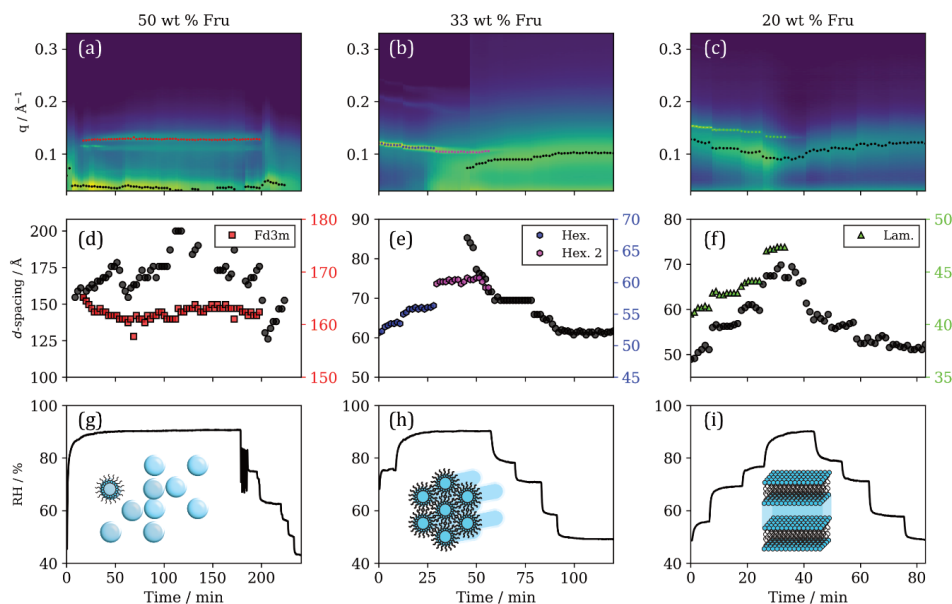 50 wt % Fru
33 wt % Fru
20 wt % Fru
(a)
(b)
(c)
q / Å⁻¹
0.3
0.2
0.1
0.3
0.2
0.1
0.3
0.2
0.1
(d)
(e)
(f)
Fd3m
Hex.
Hex. 2
Lam.
d-spacing / Å
200
175
150
125
100
180
170
160
150
90
80
70
60
50
70
65
60
55
50
45
80
70
60
50
50
45
40
35
(g)
(h)
(i)
RH / %
100
80
60
40
100
80
60
40
100
80
60
40
0
50
100
150
200
0
25
50
75
100
0
20
40
60
80
Time / min
Time / min
Time / min